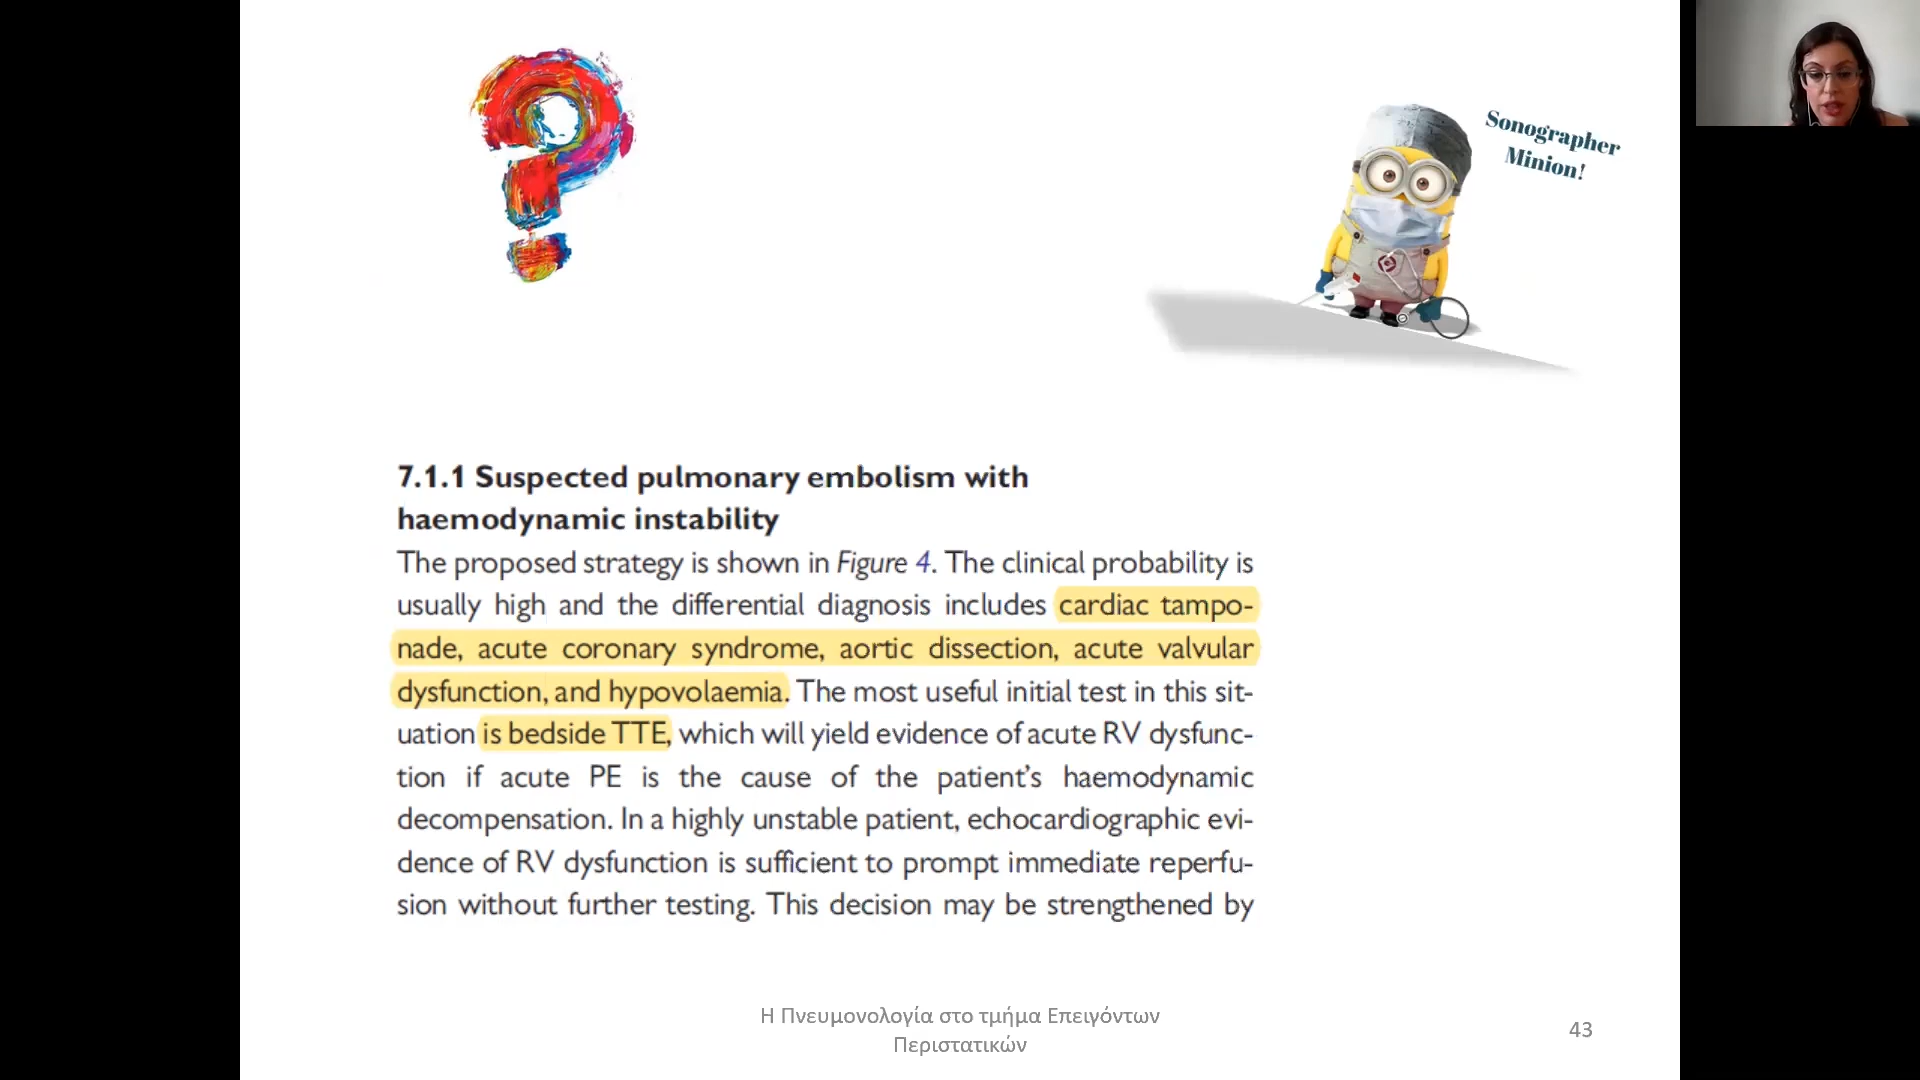 Sonographer
Minion!
7.1.1 Suspected pulmonary embolism with
haemodynamic instability
The proposed strategy is shown in Figure 4. The clinical probability is
usually high and the differential diagnosis includes cardiac tampo-
nade, acute coronary syndrome, aortic dissection, acute valvular
dysfunction, and hypovolaemia. The most useful initial test in this sit-
uation is bedside TTE, which will yield evidence of acute RV dysfunc-
tion if acute PE is the cause of the patient’s haemodynamic
decompensation. In a highly unstable patient, echocardiographic evi-
dence of RV dysfunction is sufficient to prompt immediate reperfu-
sion without further testing. This decision may be strengthened by
Η Πνευμονολογία στο τμήμα Επειγόντων
Περιστατικών
43